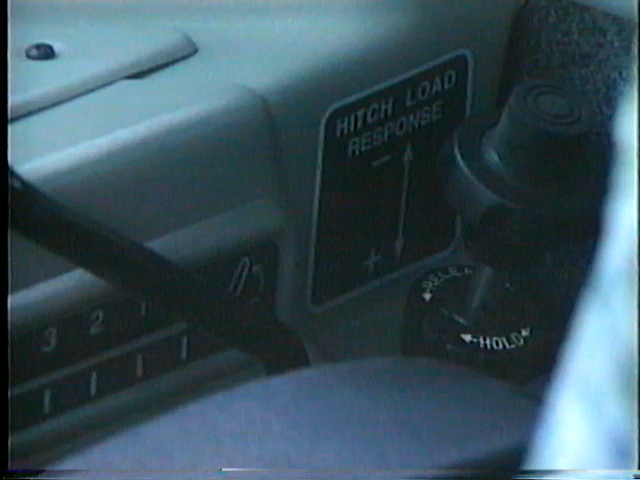 HITCH LOAD
RESPONSE
-
+
3 2 1
HOLD